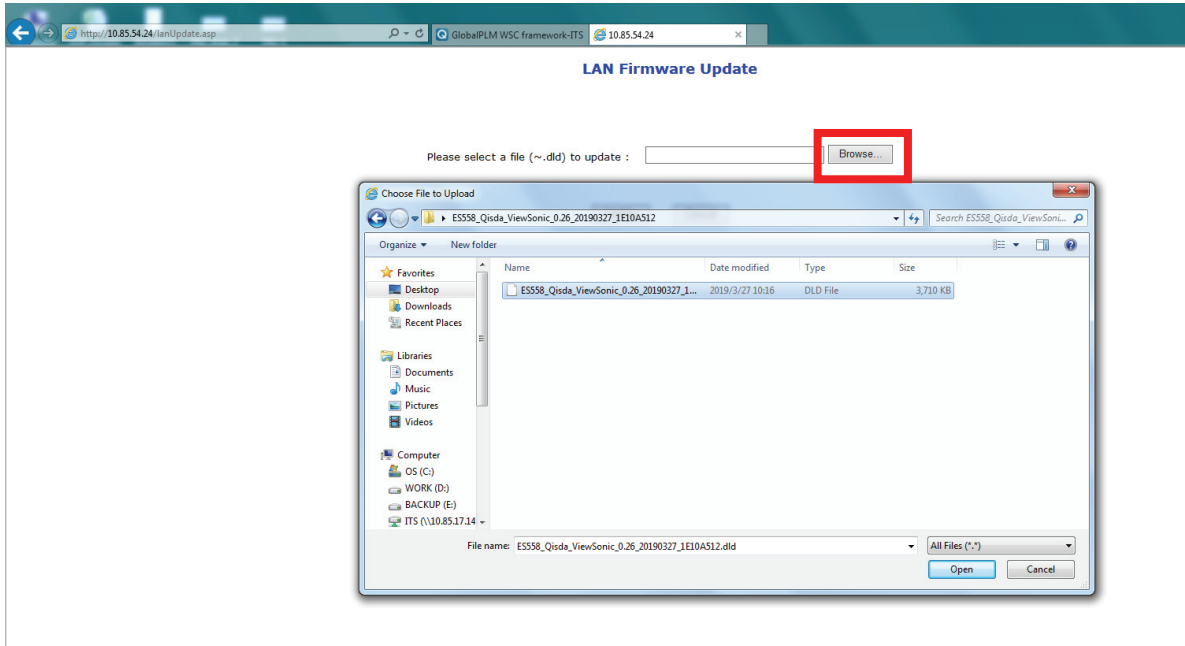 http://10.85.54.24/lanUpdate.asp
GlobalPLM WSC framework-ITS
10.85.54.24
LAN Firmware Update
Please select a file (~.dld) to update :
Browse...
Choose File to Upload
ES558_Qisda_ViewSonic_0.26_20190327_1E10A512
Search ES558_Qisda_ViewSoni...
Organize
New folder
Name
Date modified
Type
Size
ES558_Qisda_ViewSonic_0.26_20190327_1...
2019/3/27 10:16
DLD File
3,710 KB
Favorites
Desktop
Downloads
Recent Places
Libraries
Documents
Music
Pictures
Videos
Computer
OS (C:)
WORK (D:)
BACKUP (E:)
ITS (\\10.85.17.14
File name:
ES558_Qisda_ViewSonic_0.26_20190327_1E10A512.dld
All Files (*.*)
Open
Cancel